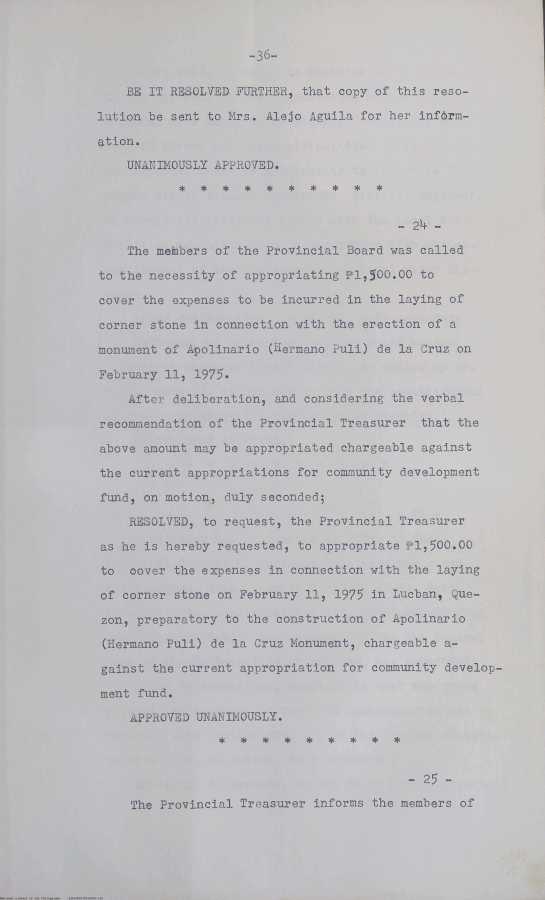 -36-
BE IT RESOLVED FURTHER, that copy of this reso-
lution be sent to Mrs. Alejo Aguila for her inform-
ation.
UNANIMOUSLY APPROVED.
* * * * * * * * * *
- 24 -
The members of the Provincial Board was called
to the necessity of appropriating ₱1,500.00 to
cover the expenses to be incurred in the laying of
corner stone in connection with the erection of a
monument of Apolinario (Hermano Puli) de la Cruz on
February 11, 1975.
After deliberation, and considering the verbal
recommendation of the Provincial Treasurer that the
above amount may be appropriated chargeable against
the current appropriations for community development
fund, on motion, duly seconded;
RESOLVED, to request, the Provincial Treasurer
as he is hereby requested, to appropriate ₱1,500.00
to cover the expenses in connection with the laying
of corner stone on February 11, 1975 in Lucban, Que-
zon, preparatory to the construction of Apolinario
(Hermano Puli) de la Cruz Monument, chargeable a-
gainst the current appropriation for community develop-
ment fund.
APPROVED UNANIMOUSLY.
* * * * * * * * *
- 25 -
The Provincial Treasurer informs the members of